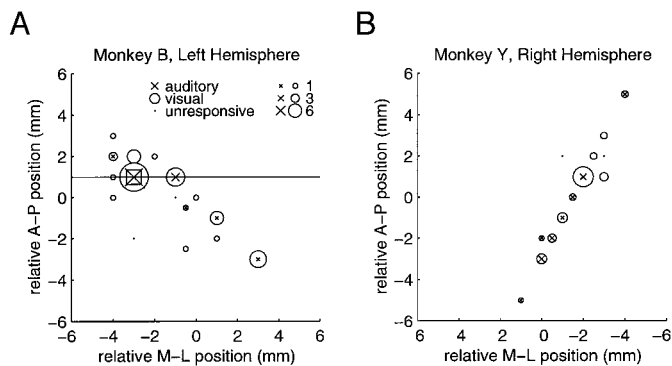 A
Monkey B, Left Hemisphere
auditory 1
visual 3
unresponsive 6
relative A-P position (mm)
6
4
2
0
-2
-4
-6
-6 -4 -2 0 2 4 6
relative M-L position (mm)
B
Monkey Y, Right Hemisphere
relative A-P position (mm)
6
4
2
0
-2
-4
--6
6 4 2 0 -2 -4 -6
relative M-L position (mm)